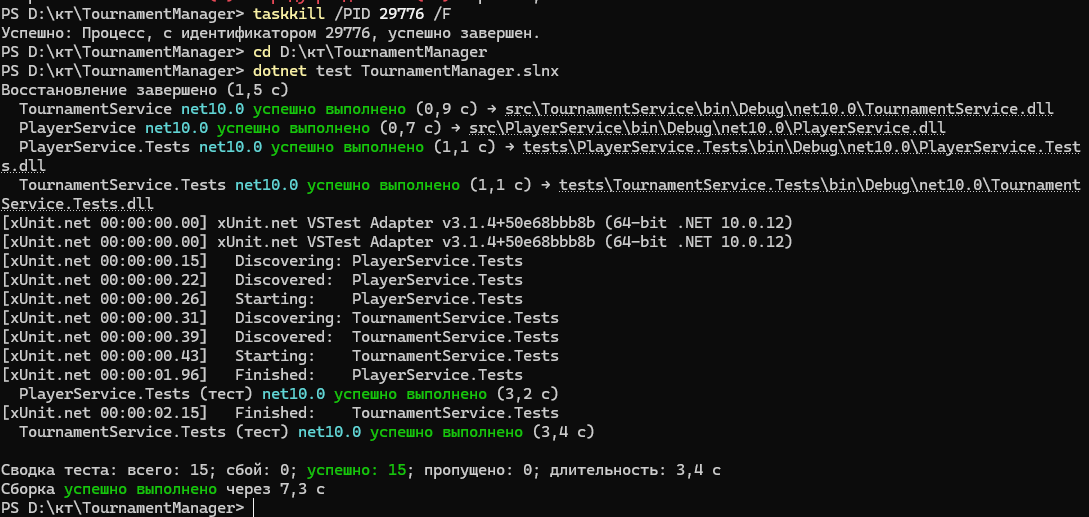 PS D:\кт\TournamentManager> taskkill /PID 29776 /F
Успешно: Процесс, с идентификатором 29776, успешно завершен.
PS D:\кт\TournamentManager> cd D:\кт\TournamentManager
PS D:\кт\TournamentManager> dotnet test TournamentManager.slnx
Восстановление завершено (1,5 с)
  TournamentService net10.0 успешно выполнено (0,9 с) → src\TournamentService\bin\Debug\net10.0\TournamentService.dll
  PlayerService net10.0 успешно выполнено (0,7 с) → src\PlayerService\bin\Debug\net10.0\PlayerService.dll
  PlayerService.Tests net10.0 успешно выполнено (1,1 с) → tests\PlayerService.Tests\bin\Debug\net10.0\PlayerService.Test
s.dll
  TournamentService.Tests net10.0 успешно выполнено (1,1 с) → tests\TournamentService.Tests\bin\Debug\net10.0\Tournament
Service.Tests.dll
[xUnit.net 00:00:00.00] xUnit.net VSTest Adapter v3.1.4+50e68bbb8b (64-bit .NET 10.0.12)
[xUnit.net 00:00:00.00] xUnit.net VSTest Adapter v3.1.4+50e68bbb8b (64-bit .NET 10.0.12)
[xUnit.net 00:00:00.15]   Discovering: PlayerService.Tests
[xUnit.net 00:00:00.22]   Discovered:  PlayerService.Tests
[xUnit.net 00:00:00.26]   Starting:    PlayerService.Tests
[xUnit.net 00:00:00.31]   Discovering: TournamentService.Tests
[xUnit.net 00:00:00.39]   Discovered:  TournamentService.Tests
[xUnit.net 00:00:00.43]   Starting:    TournamentService.Tests
[xUnit.net 00:00:01.96]   Finished:    PlayerService.Tests
  PlayerService.Tests (тест) net10.0 успешно выполнено (3,2 с)
[xUnit.net 00:00:02.15]   Finished:    TournamentService.Tests
  TournamentService.Tests (тест) net10.0 успешно выполнено (3,4 с)

Сводка теста: всего: 15; сбой: 0; успешно: 15; пропущено: 0; длительность: 3,4 с
Сборка успешно выполнено через 7,3 с
PS D:\кт\TournamentManager>